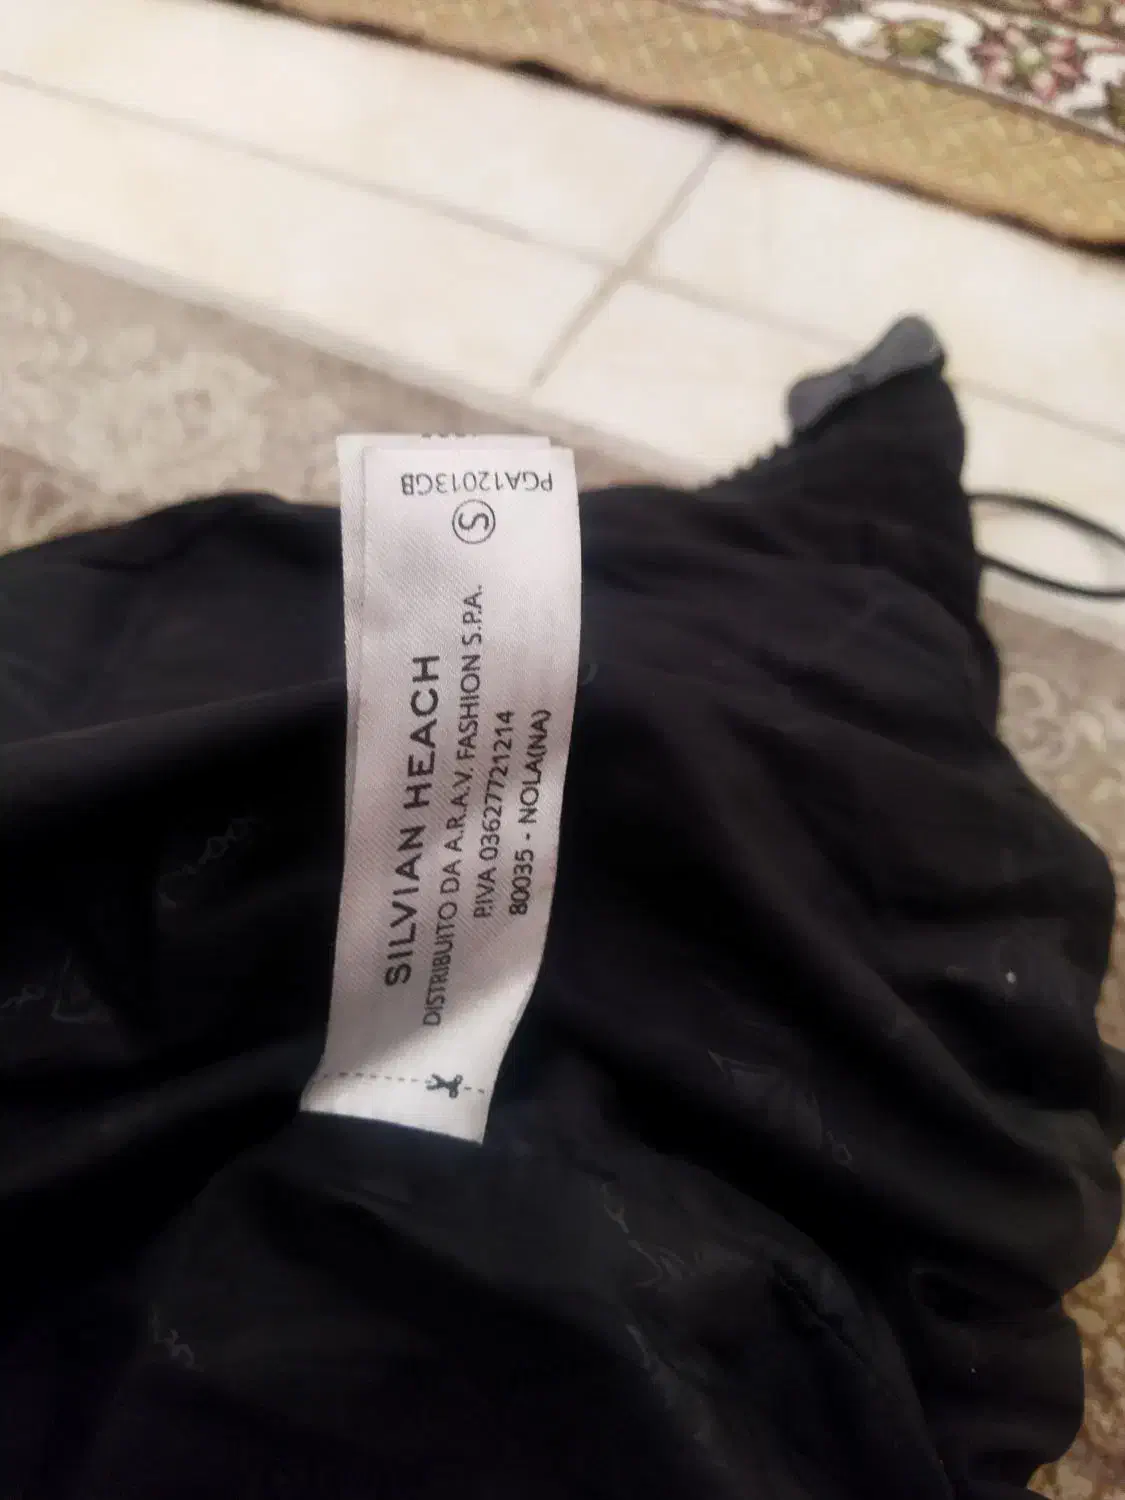 SILVIAN HEACH
DISTRIBUITO DA A.R.A.V. FASHION S.P.A.
P.IVA 03627721214
80035 - NOLA(NA)
S
PGA12013GB